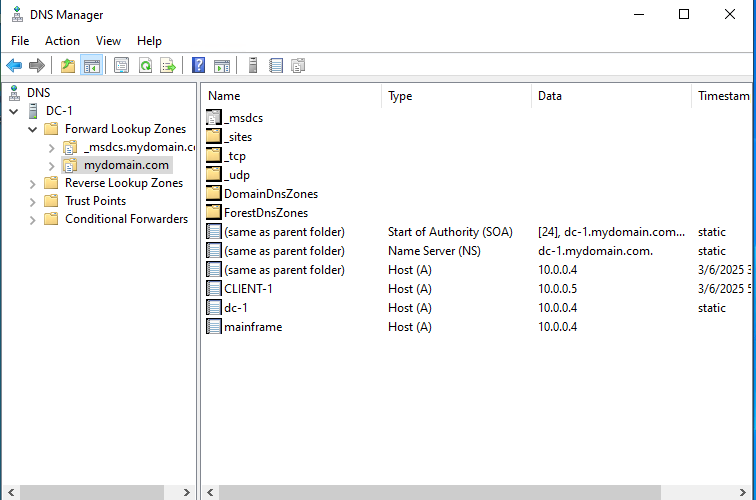 DNS Manager
File Action View Help
DNS
DC-1
Forward Lookup Zones
_msdcs.mydomain.co
mydomain.com
Reverse Lookup Zones
Trust Points
Conditional Forwarders
Name Type Data Timestam
_msdcs
_sites
_tcp
_udp
DomainDnsZones
ForestDnsZones
(same as parent folder) Start of Authority (SOA) [24], dc-1.mydomain.com... static
(same as parent folder) Name Server (NS) dc-1.mydomain.com. static
(same as parent folder) Host (A) 10.0.0.4 3/6/2025 3
CLIENT-1 Host (A) 10.0.0.5 3/6/2025 5
dc-1 Host (A) 10.0.0.4 static
mainframe Host (A) 10.0.0.4